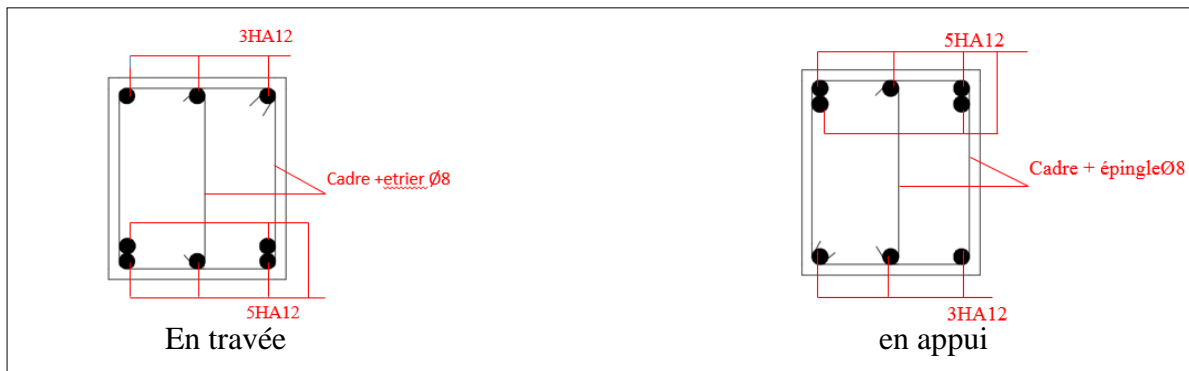 3HA12
Cadre +etrier Ø8
5HA12
En travée
5HA12
Cadre + épingleØ8
3HA12
en appui